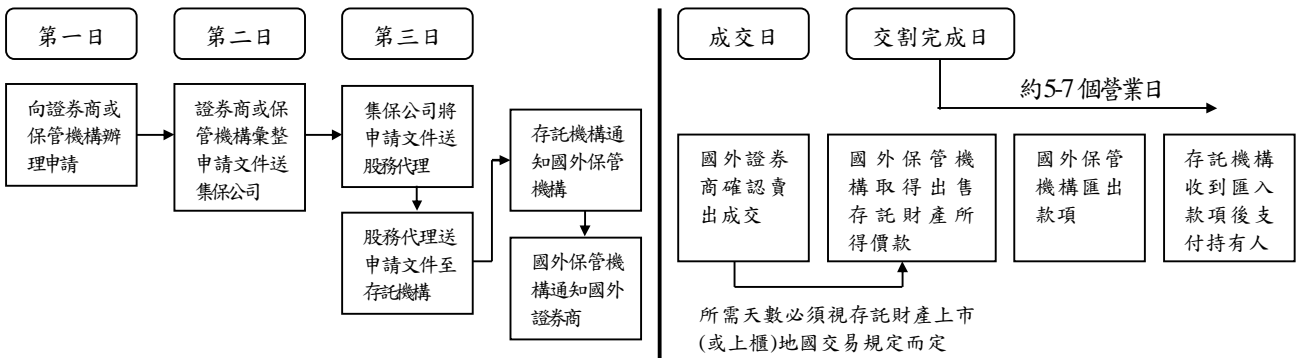 第一日
第二日
第三日
向證券商或
保管機構辦
理申請
證券商或保
管機構彙整
申請文件送
集保公司
集保公司將
申請文件送
股務代理
股務代理送
申請文件至
存託機構
存託機構通
知國外保管
機構
國外保管機
構通知國外
證券商
成交日
交割完成日
約5-7個營業日
國外證券
商確認賣
出成交
國外保管機
構取得出售
存託財產所
得價款
國外保管
機構匯出
款項
存託機構
收到匯入
款項後支
付持有人
所需天數必須視存託財產上市
(或上櫃)地國交易規定而定